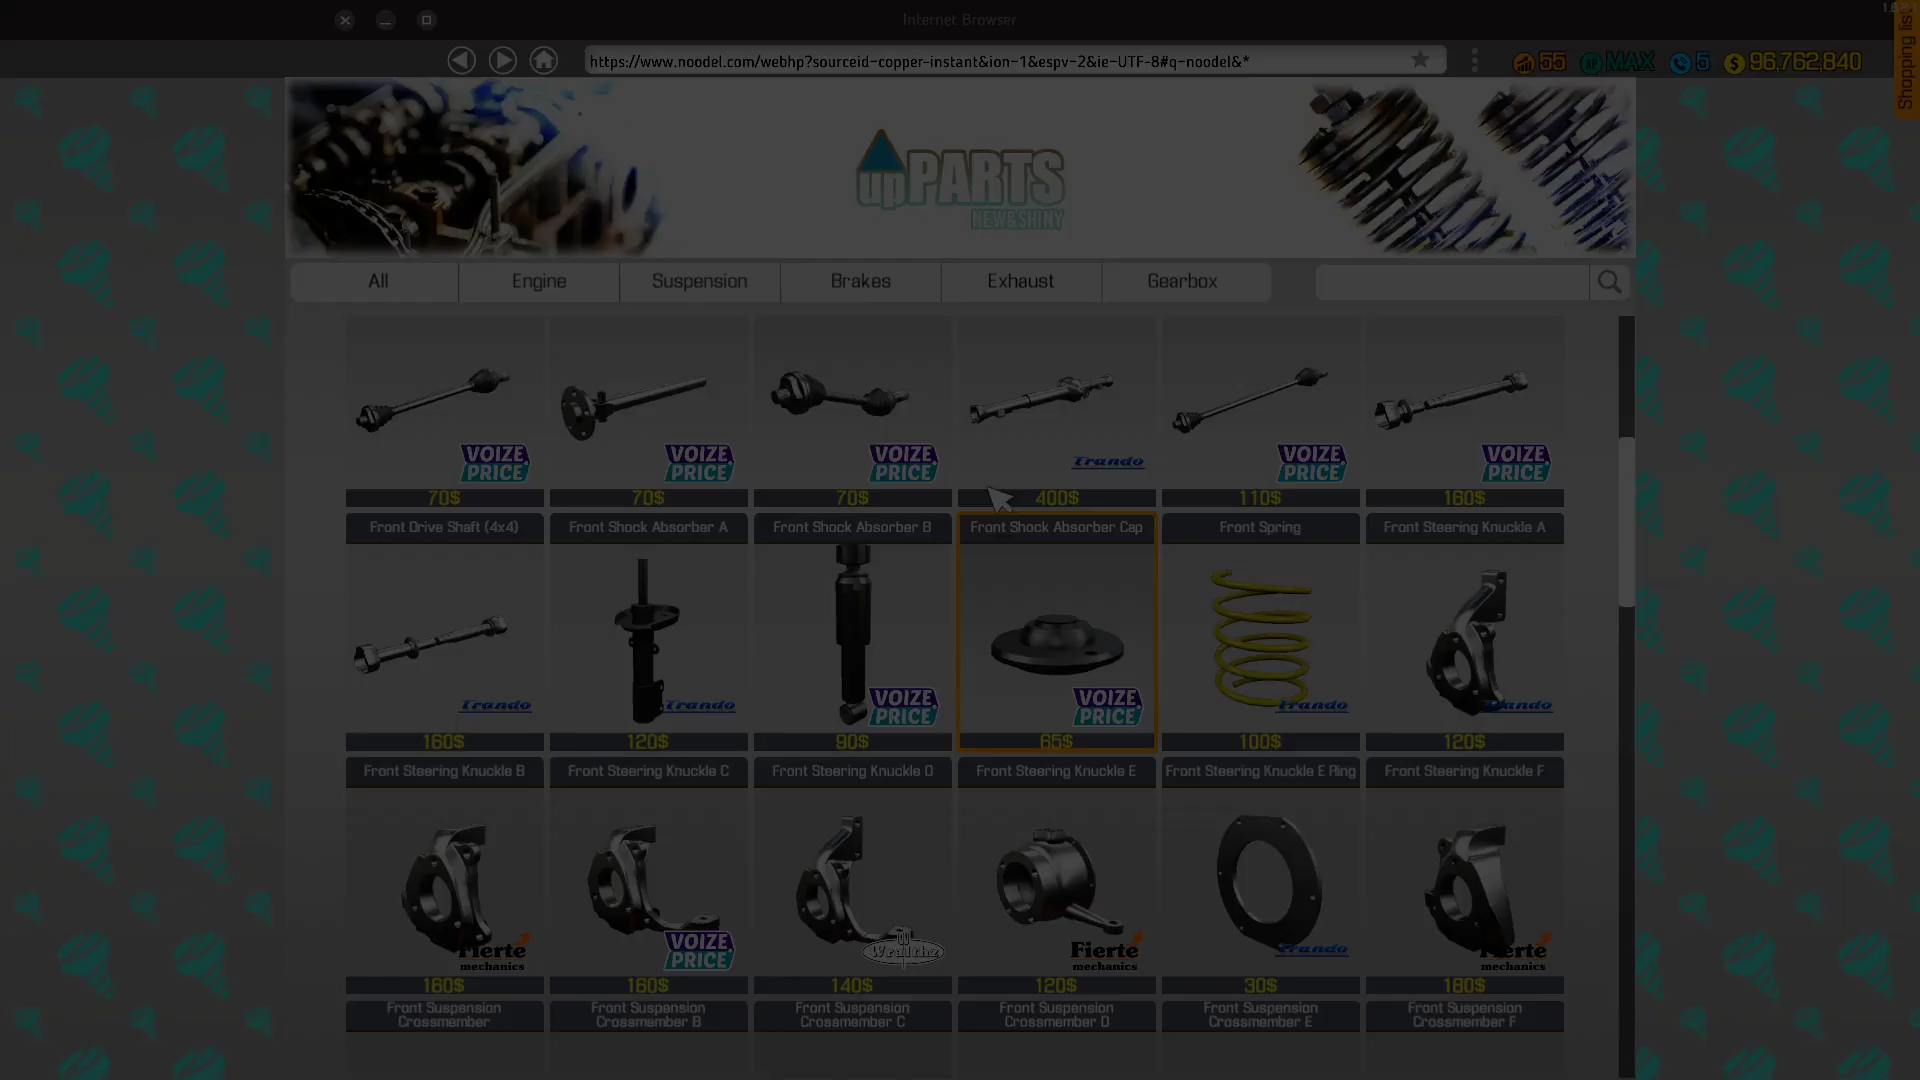 Internet Browser
1.6.2
Shopping list
https://www.noodel.com/webhp?sourceid-copper-instant&ion-1&espv-2&ie-UTF-8#q-noodel&*
55 XP MAX 5 $ 96,762,840
upPARTS
NEW&SHINY
All Engine Suspension Brakes Exhaust Gearbox
VOIZE PRICE VOIZE PRICE VOIZE PRICE Trando VOIZE PRICE VOIZE PRICE
70$ 70$ 70$ 400$ 110$ 160$
Front Drive Shaft (4x4) Front Shock Absorber A Front Shock Absorber B Front Shock Absorber Cap Front Spring Front Steering Knuckle A
Trando Trando VOIZE PRICE VOIZE PRICE Trando Trando
160$ 120$ 90$ 65$ 100$ 120$
Front Steering Knuckle B Front Steering Knuckle C Front Steering Knuckle D Front Steering Knuckle E Front Steering Knuckle E Ring Front Steering Knuckle F
Fierte mechanics VOIZE PRICE Wralthz Fierte mechanics Trando Fierte mechanics
160$ 160$ 140$ 120$ 30$ 180$
Front Suspension Crossmember Front Suspension Crossmember B Front Suspension Crossmember C Front Suspension Crossmember D Front Suspension Crossmember E Front Suspension Crossmember F